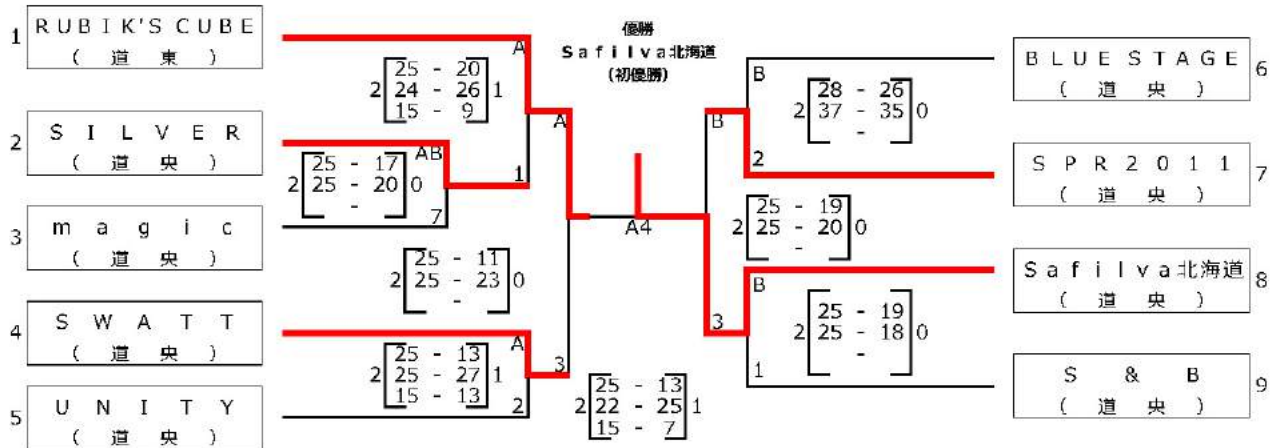 優勝
Safilva北海道
(初優勝)
1
RUBIK'S CUBE
( 道 東 )
2
SILVER
( 道 央 )
3
magic
( 道 央 )
4
SWATT
( 道 央 )
5
UNITY
( 道 央 )
A
25 - 20
2 24 - 26 1
15 - 9
AB
1
25 - 17
2 25 - 20 0
-
7
A
25 - 11
2 25 - 23 0
-
A
25 - 13
2 25 - 27 1
15 - 13
3
2
A4
25 - 13
2 22 - 25 1
15 - 7
B
28 - 26
2 37 - 35 0
-
B
2
25 - 19
2 25 - 20 0
-
B
3
25 - 19
2 25 - 18 0
-
1
BLUE STAGE
( 道 央 )
6
SPR2011
( 道 央 )
7
Safilva北海道
( 道 央 )
8
S & B
( 道 央 )
9